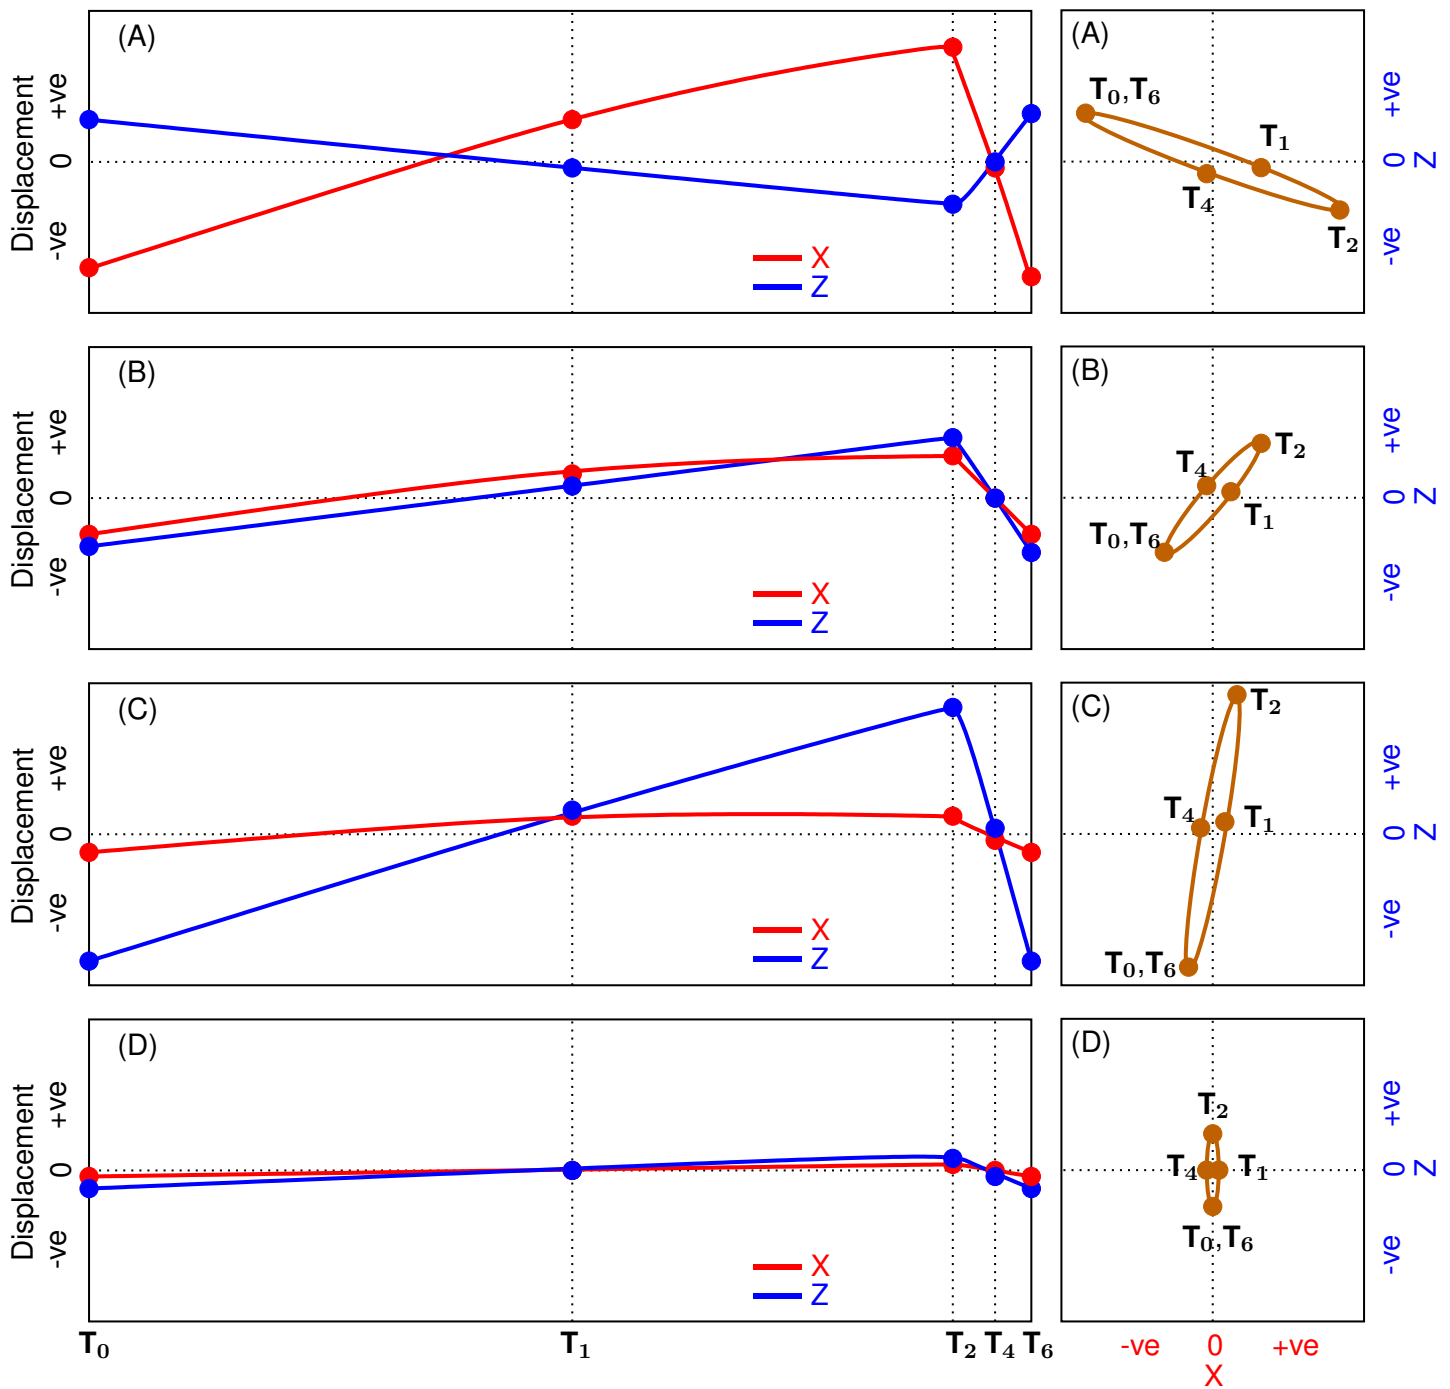 (A)
Displacement
-ve 0 +ve
X
Z
(A)
T0,T6
T1
T4
T2
-ve 0 +ve
Z
(B)
Displacement
-ve 0 +ve
X
Z
(B)
T2
T4
T1
T0,T6
-ve 0 +ve
Z
(C)
Displacement
-ve 0 +ve
X
Z
(C)
T2
T4
T1
T0,T6
-ve 0 +ve
Z
(D)
Displacement
-ve 0 +ve
X
Z
(D)
T2
T4
T1
T0,T6
-ve 0 +ve
Z
T0 T1 T2 T4 T6
-ve 0 +ve
X